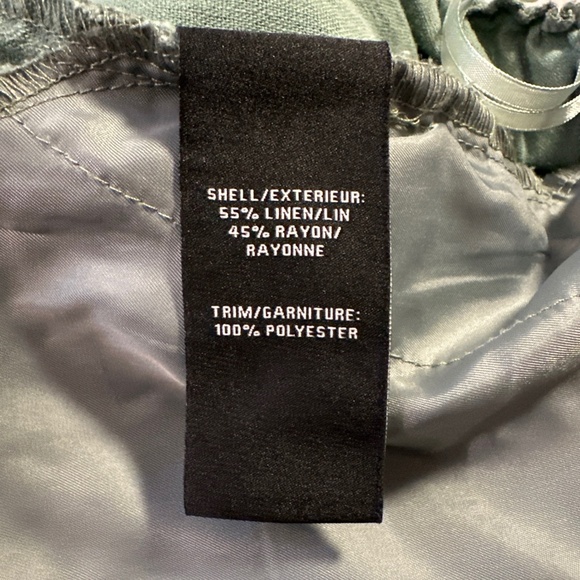 SHELL/EXTERIEUR:
55% LINEN/LIN
45% RAYON/
RAYONNE
TRIM/GARNITURE:
100% POLYESTER